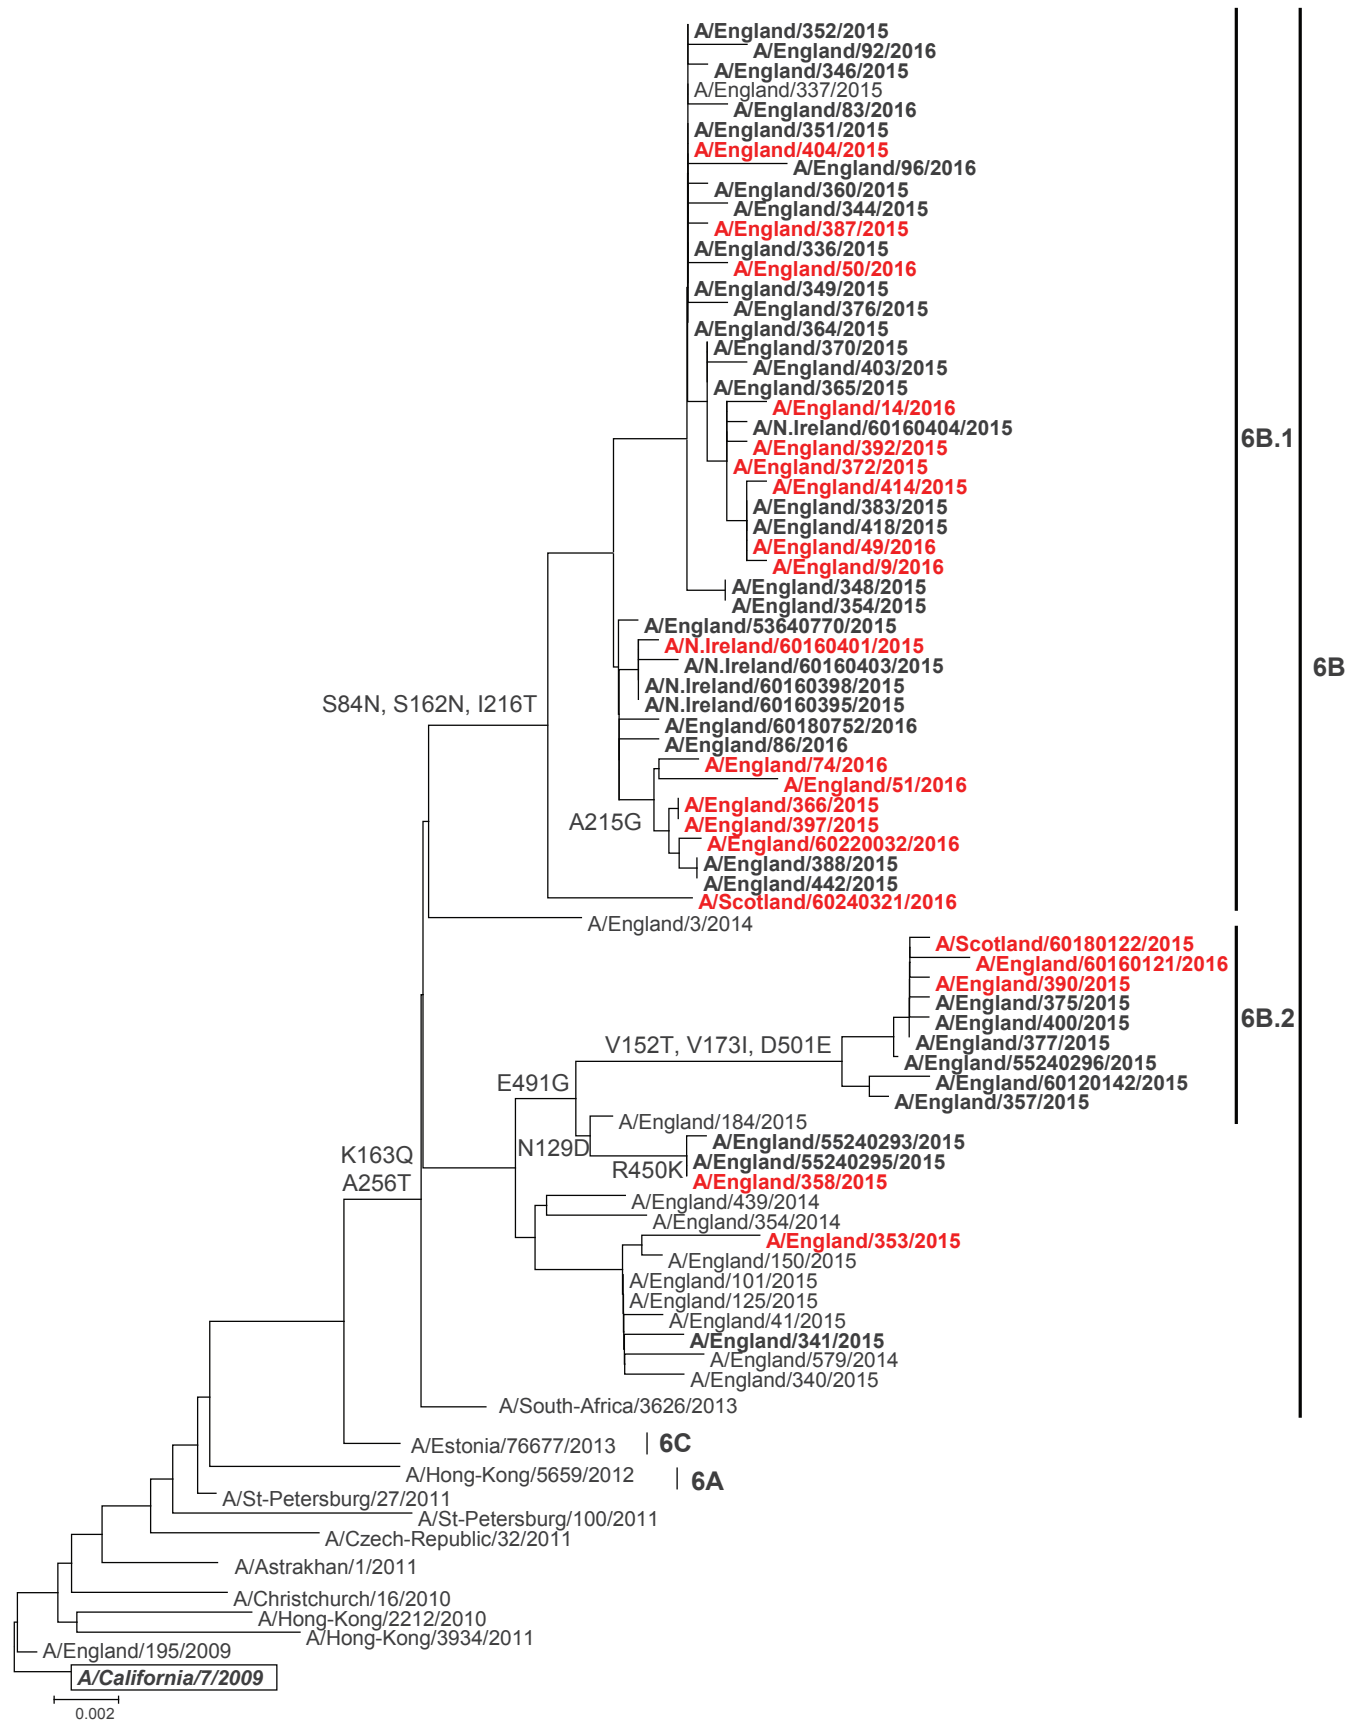 A/England/352/2015
A/England/92/2016
A/England/346/2015
A/England/337/2015
A/England/83/2016
A/England/351/2015
A/England/404/2015
A/England/96/2016
A/England/360/2015
A/England/344/2015
A/England/387/2015
A/England/336/2015
A/England/50/2016
A/England/349/2015
A/England/376/2015
A/England/364/2015
A/England/370/2015
A/England/403/2015
A/England/365/2015
A/England/14/2016
A/N.Ireland/60160404/2015
6B.1
A/England/392/2015
A/England/372/2015
A/England/414/2015
A/England/383/2015
A/England/418/2015
A/England/49/2016
A/England/9/2016
A/England/348/2015
A/England/354/2015
A/England/53640770/2015
A/N.Ireland/60160401/2015
A/N.Ireland/60160403/2015
6B
A/N.Ireland/60160398/2015
A/N.Ireland/60160395/2015
S84N, S162N, I216T
A/England/60180752/2016
A/England/86/2016
A/England/74/2016
A/England/51/2016
A/England/366/2015
A215G
A/England/397/2015
A/England/60220032/2016
A/England/388/2015
A/England/442/2015
A/Scotland/60240321/2016
A/England/3/2014
A/Scotland/60180122/2015
A/England/60160121/2016
A/England/390/2015
A/England/375/2015
6B.2
A/England/400/2015
V152T, V173I, D501E
A/England/377/2015
A/England/55240296/2015
E491G
A/England/60120142/2015
A/England/357/2015
A/England/184/2015
N129D
A/England/55240293/2015
K163Q
A/England/55240295/2015
R450K
A256T
A/England/358/2015
A/England/439/2014
A/England/354/2014
A/England/353/2015
A/England/150/2015
A/England/101/2015
A/England/125/2015
A/England/41/2015
A/England/341/2015
A/England/579/2014
A/England/340/2015
A/South-Africa/3626/2013
A/Estonia/76677/2013
6C
A/Hong-Kong/5659/2012
6A
A/St-Petersburg/27/2011
A/St-Petersburg/100/2011
A/Czech-Republic/32/2011
A/Astrakhan/1/2011
A/Christchurch/16/2010
A/Hong-Kong/2212/2010
A/Hong-Kong/3934/2011
A/England/195/2009
A/California/7/2009
0.002